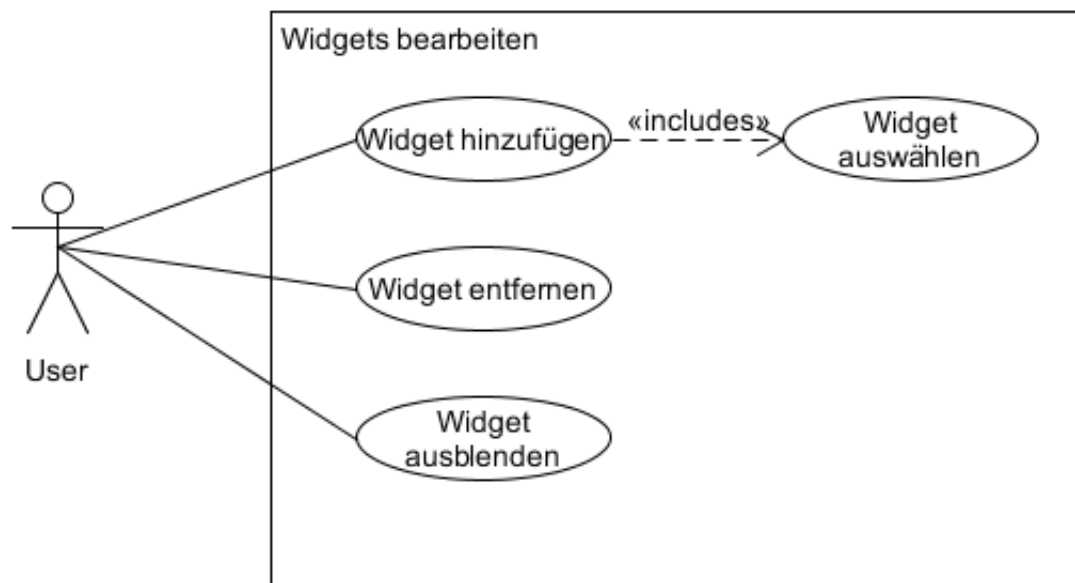 Widgets bearbeiten
Widget hinzufügen
«includes»
Widget
auswählen
Widget entfernen
User
Widget
ausblenden